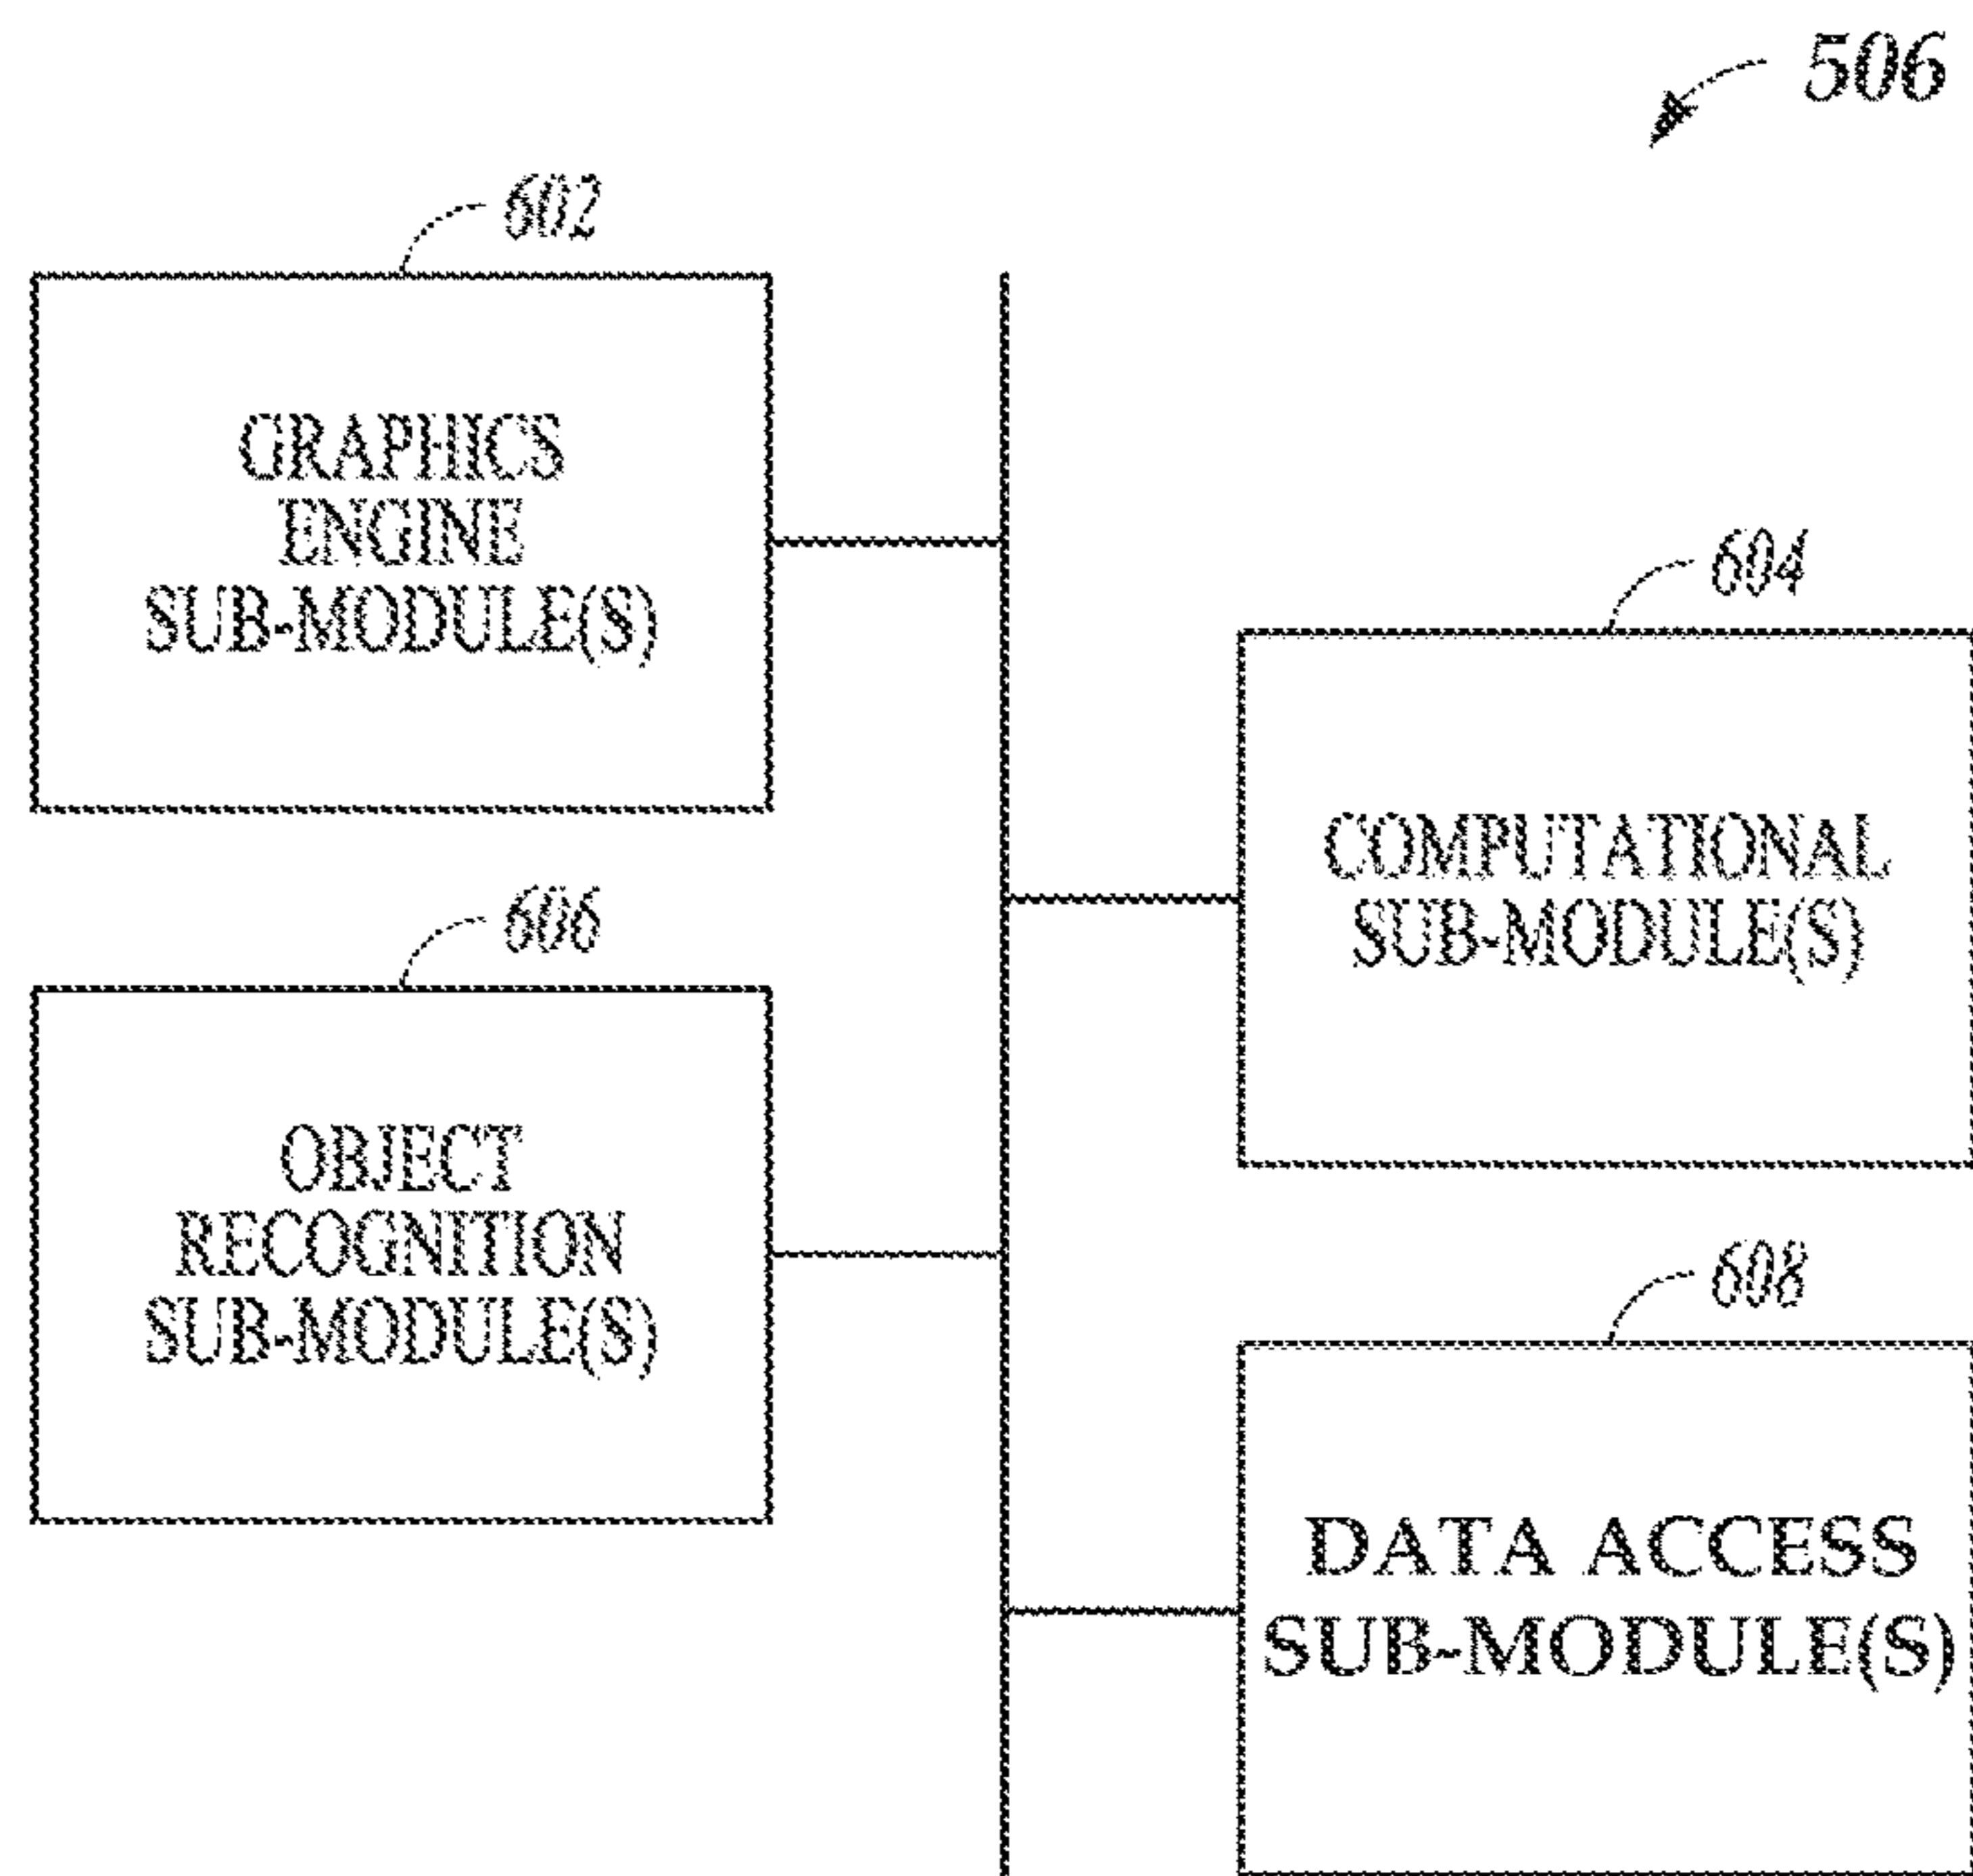 506
602
GRAPHICS
ENGINE
SUB-MODULE(S)
604
COMPUTATIONAL
SUB-MODULE(S)
606
OBJECT
RECOGNITION
SUB-MODULE(S)
608
DATA ACCESS
SUB-MODULE(S)